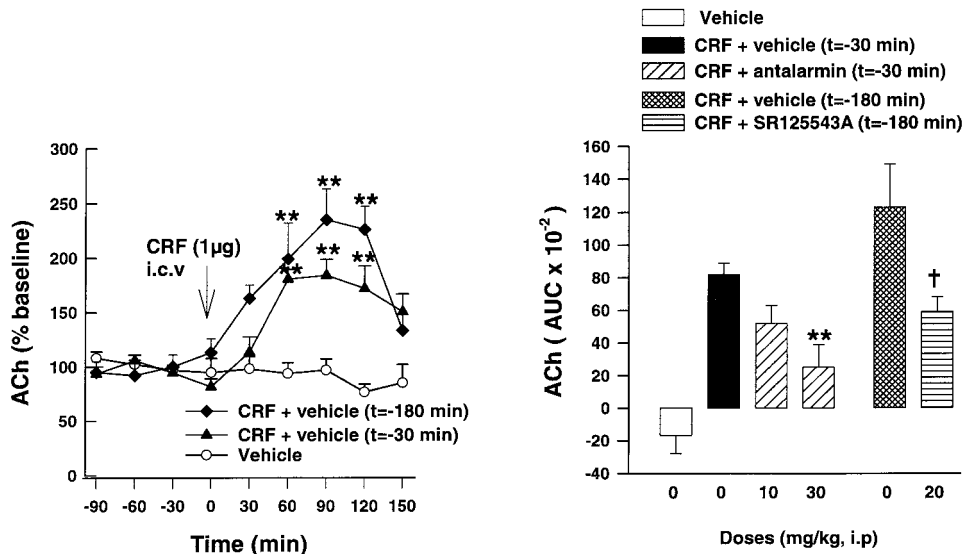 300
250
200
150
100
50
0
ACh (% baseline)
CRF (1µg)
i.c.v
**
**
**
**
**
**
CRF + vehicle (t=-180 min)
CRF + vehicle (t=-30 min)
Vehicle
-90 -60 -30 0 30 60 90 120 150
Time (min)
Vehicle
CRF + vehicle (t=-30 min)
CRF + antalarmin (t=-30 min)
CRF + vehicle (t=-180 min)
CRF + SR125543A (t=-180 min)
160
140
120
100
80
60
40
20
0
-20
-40
ACh ( AUC x 10-2)
**
†
0 0 10 30 0 20
Doses (mg/kg, i.p)